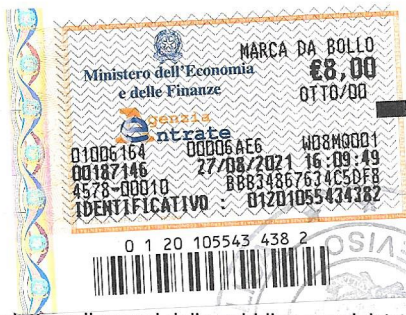 MARCA DA BOLLO
Ministero dell'Economia
e delle Finanze
€8,00
OTTO/00
Agenzia
Entrate
01006164 00006AE6 W08MQ001
00187146 27/08/2021 16:09:49
4578-00010 BBB34867634C5DF8
IDENTIFICATIVO : 01201055434382
0 1 20 105543 438 2
VISO